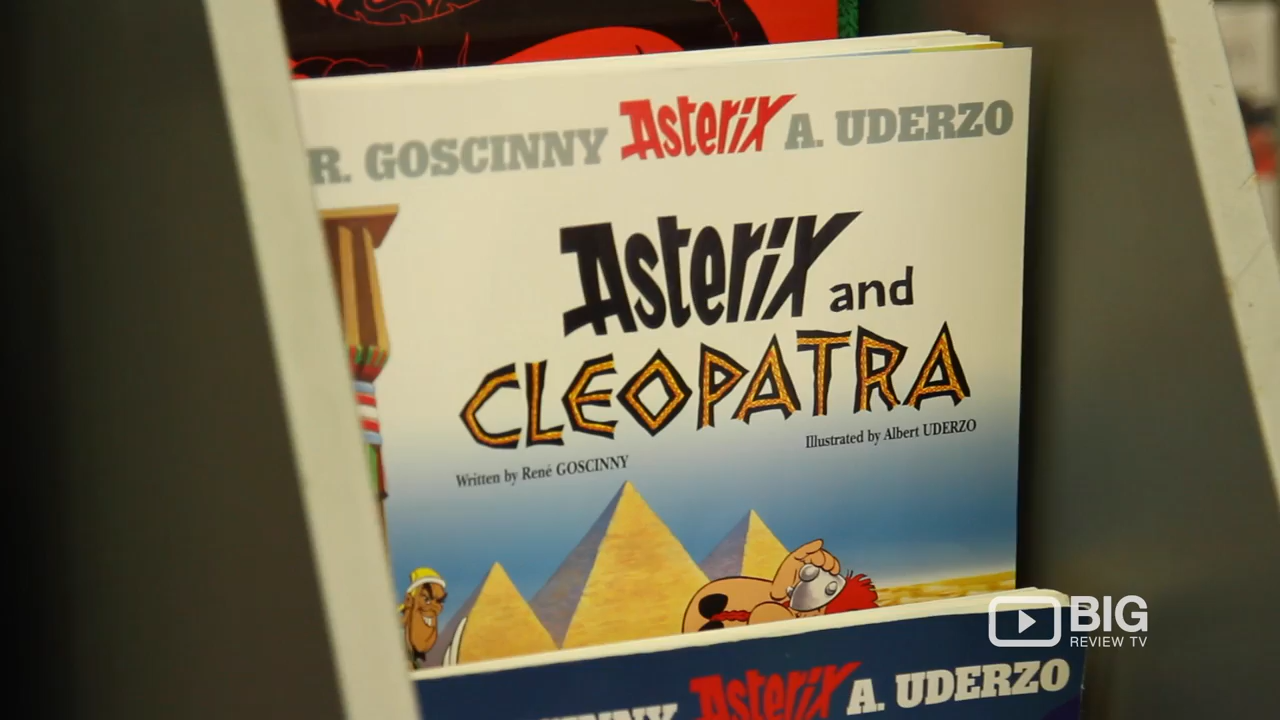 R. GOSCINNY Asterix A. UDERZO
Asterix and
CLEOPATRA
Illustrated by Albert UDERZO
Written by René GOSCINNY
BIG
REVIEW TV
Asterix A. UDERZO